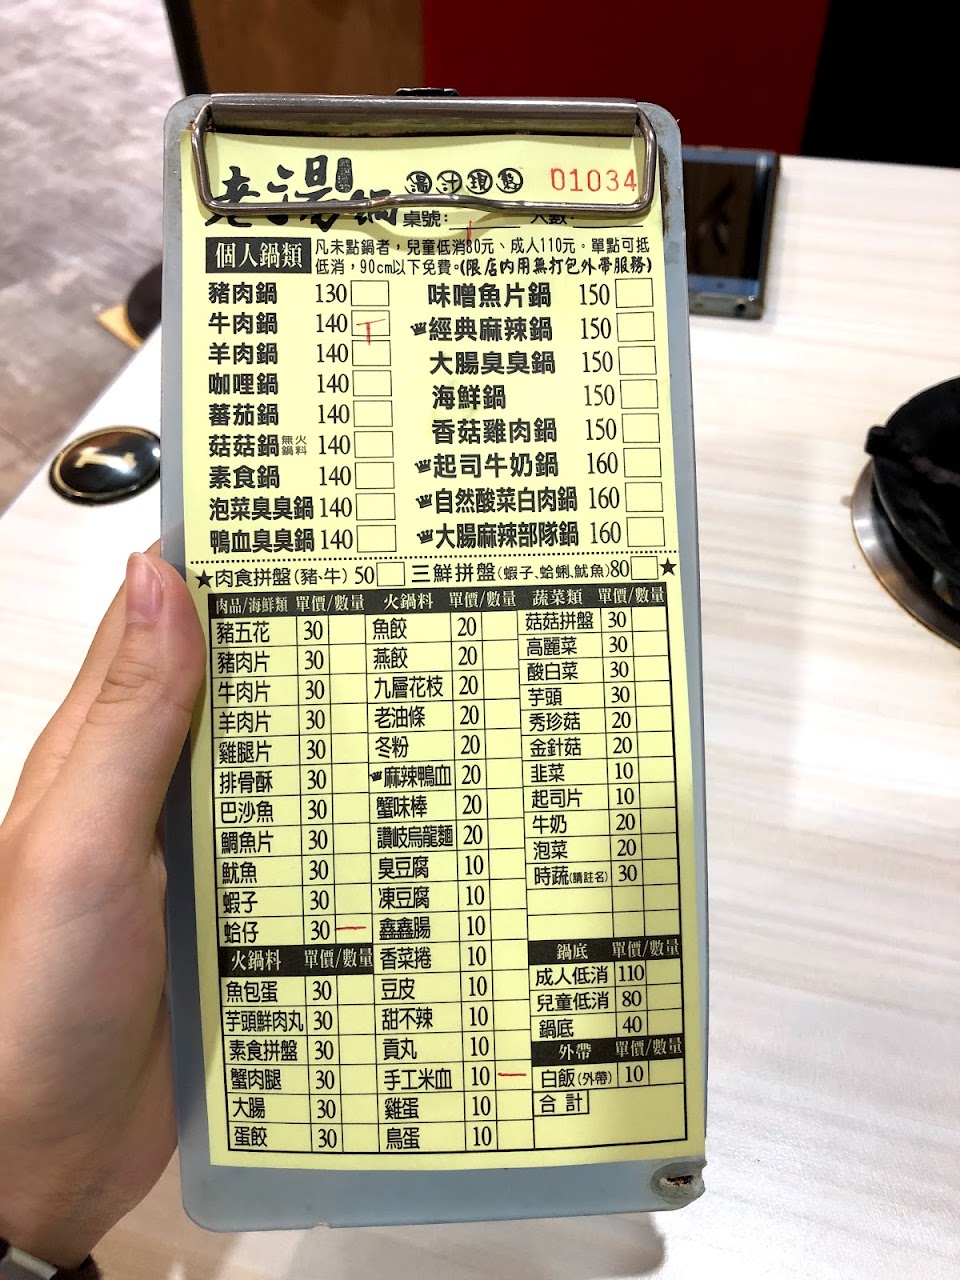 老湯鍋 湯汁現熬 01034
桌號: 人數:
個人鍋類 凡未點鍋者，兒童低消80元、成人110元。單點可抵
低消，90cm以下免費。(限店內用無打包外帶服務)
豬肉鍋 130 味噌魚片鍋 150
牛肉鍋 140 經典麻辣鍋 150
羊肉鍋 140 大腸臭臭鍋 150
咖哩鍋 140 海鮮鍋 150
蕃茄鍋 140 香菇雞肉鍋 150
菇菇鍋 無火鍋料 140 起司牛奶鍋 160
素食鍋 140 自然酸菜白肉鍋 160
泡菜臭臭鍋 140 大腸麻辣部隊鍋 160
鴨血臭臭鍋 140
★肉食拼盤(豬、牛) 50 三鮮拼盤(蝦子、蛤蜊、魷魚)80 ★
肉品/海鮮類 單價/數量
豬五花 30
豬肉片 30
牛肉片 30
羊肉片 30
雞腿片 30
排骨酥 30
巴沙魚 30
鯛魚片 30
魷魚 30
蝦子 30
蛤仔 30 一
火鍋料 單價/數量
魚包蛋 30
芋頭鮮肉丸 30
素食拼盤 30
蟹肉腿 30
大腸 30
蛋餃 30
火鍋料 單價/數量
魚餃 20
燕餃 20
九層花枝 20
老油條 20
冬粉 20
麻辣鴨血 20
蟹味棒 20
讚岐烏龍麵 20
臭豆腐 10
凍豆腐 10
鑫鑫腸 10
香菜捲 10
豆皮 10
甜不辣 10
貢丸 10
手工米血 10 一
雞蛋 10
鳥蛋 10
蔬菜類 單價/數量
菇菇拼盤 30
高麗菜 30
酸白菜 30
芋頭 30
秀珍菇 20
金針菇 20
韭菜 10
起司片 10
牛奶 20
泡菜 20
時蔬(請註名) 30
鍋底 單價/數量
成人低消 110
兒童低消 80
鍋底 40
外帶 單價/數量
白飯(外帶) 10
合計